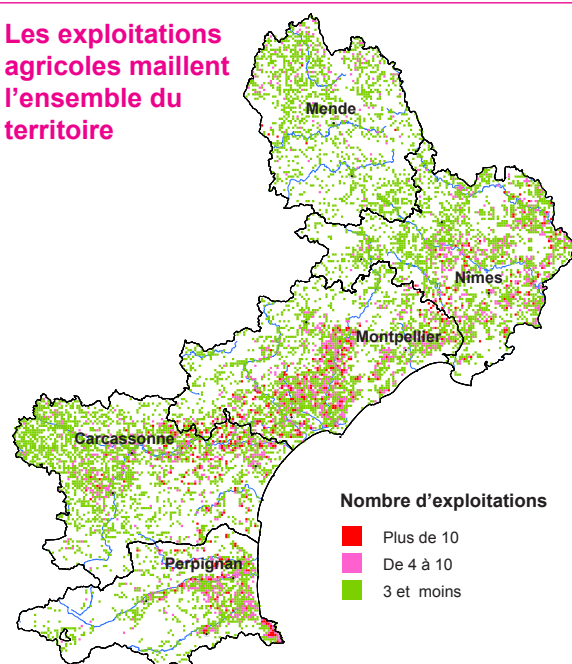 Les exploitations
agricoles maillent
l'ensemble du
territoire
Mende
Nîmes
Montpellier
Carcassonne
Perpignan
Nombre d'exploitations
Plus de 10
De 4 à 10
3 et moins